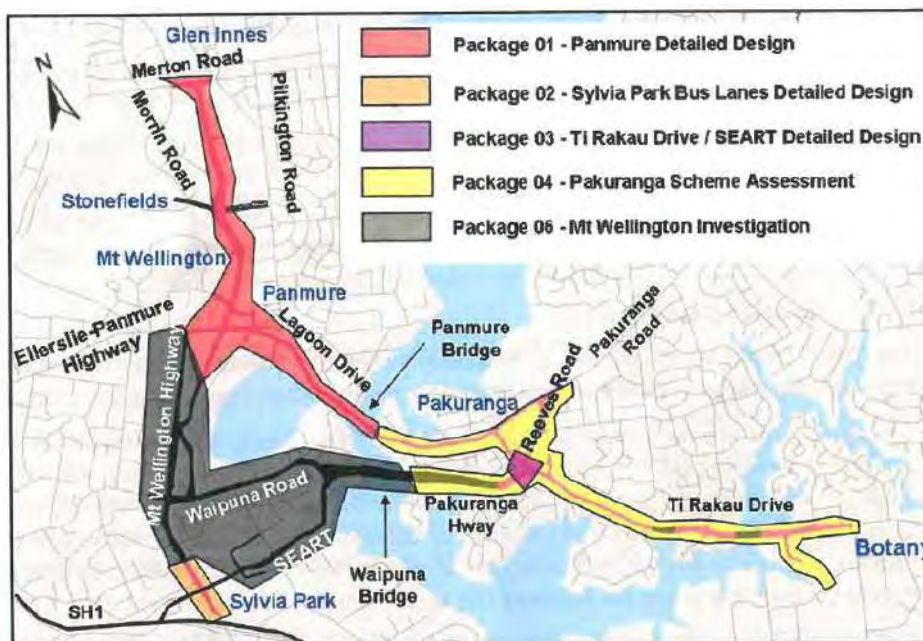 Glen Innes
Merton Road
N
Morrin Road
Pilkington Road
Stonefields
Mt Wellington
Panmure
Ellerslie-Panmure
Highway
Lagoon Drive
Panmure
Bridge
Pakuranga
Road
Reeves Road
Pakuranga
Mt Wellington Highway
Waipuna Road
SEART
Pakuranga
Hway
Ti Rakau Drive
Botany
Waipuna
Bridge
Sylvia Park
SH1
Package 01 - Panmure Detailed Design
Package 02 - Sylvia Park Bus Lanes Detailed Design
Package 03 - Ti Rakau Drive / SEART Detailed Design
Package 04 - Pakuranga Scheme Assessment
Package 06 - Mt Wellington Investigation